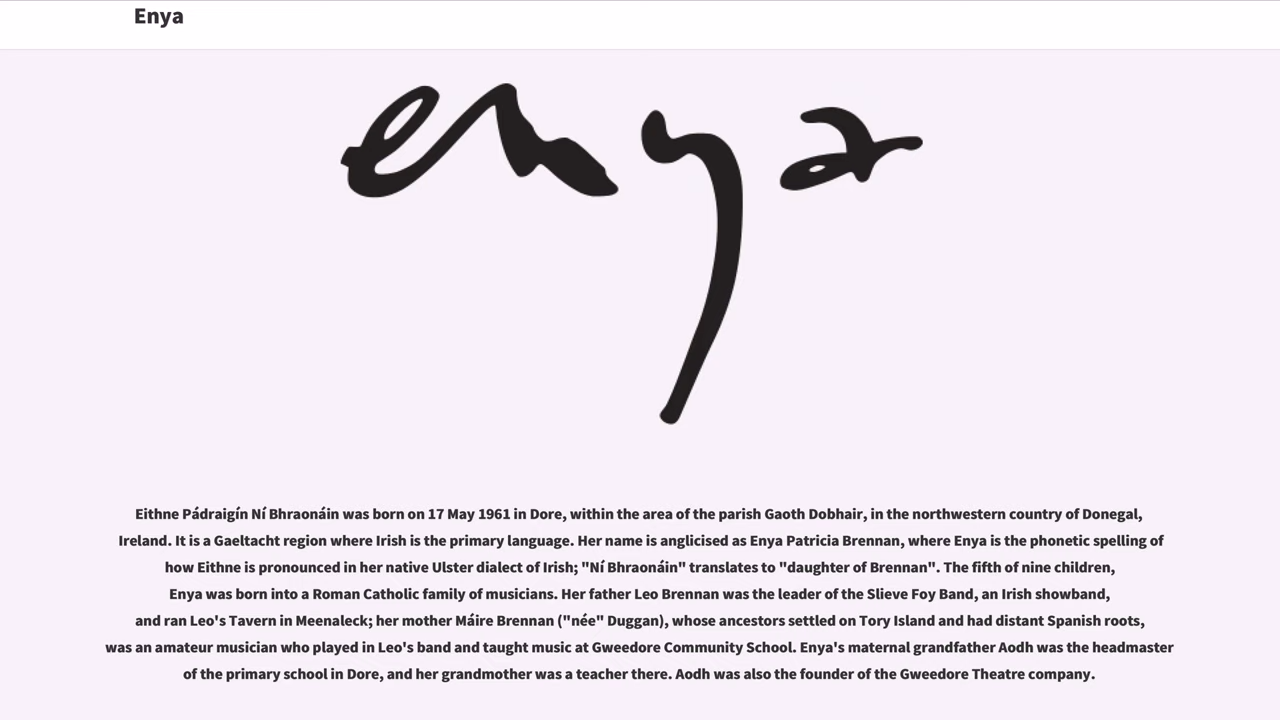 Enya
enya
Eithne Pádraigín Ní Bhraonáin was born on 17 May 1961 in Dore, within the area of the parish Gaoth Dobhair, in the northwestern country of Donegal,
Ireland. It is a Gaeltacht region where Irish is the primary language. Her name is anglicised as Enya Patricia Brennan, where Enya is the phonetic spelling of
how Eithne is pronounced in her native Ulster dialect of Irish; "Ní Bhraonáin" translates to "daughter of Brennan". The fifth of nine children,
Enya was born into a Roman Catholic family of musicians. Her father Leo Brennan was the leader of the Slieve Foy Band, an Irish showband,
and ran Leo's Tavern in Meenaleck; her mother Máire Brennan ("née" Duggan), whose ancestors settled on Tory Island and had distant Spanish roots,
was an amateur musician who played in Leo's band and taught music at Gweedore Community School. Enya's maternal grandfather Aodh was the headmaster
of the primary school in Dore, and her grandmother was a teacher there. Aodh was also the founder of the Gweedore Theatre company.